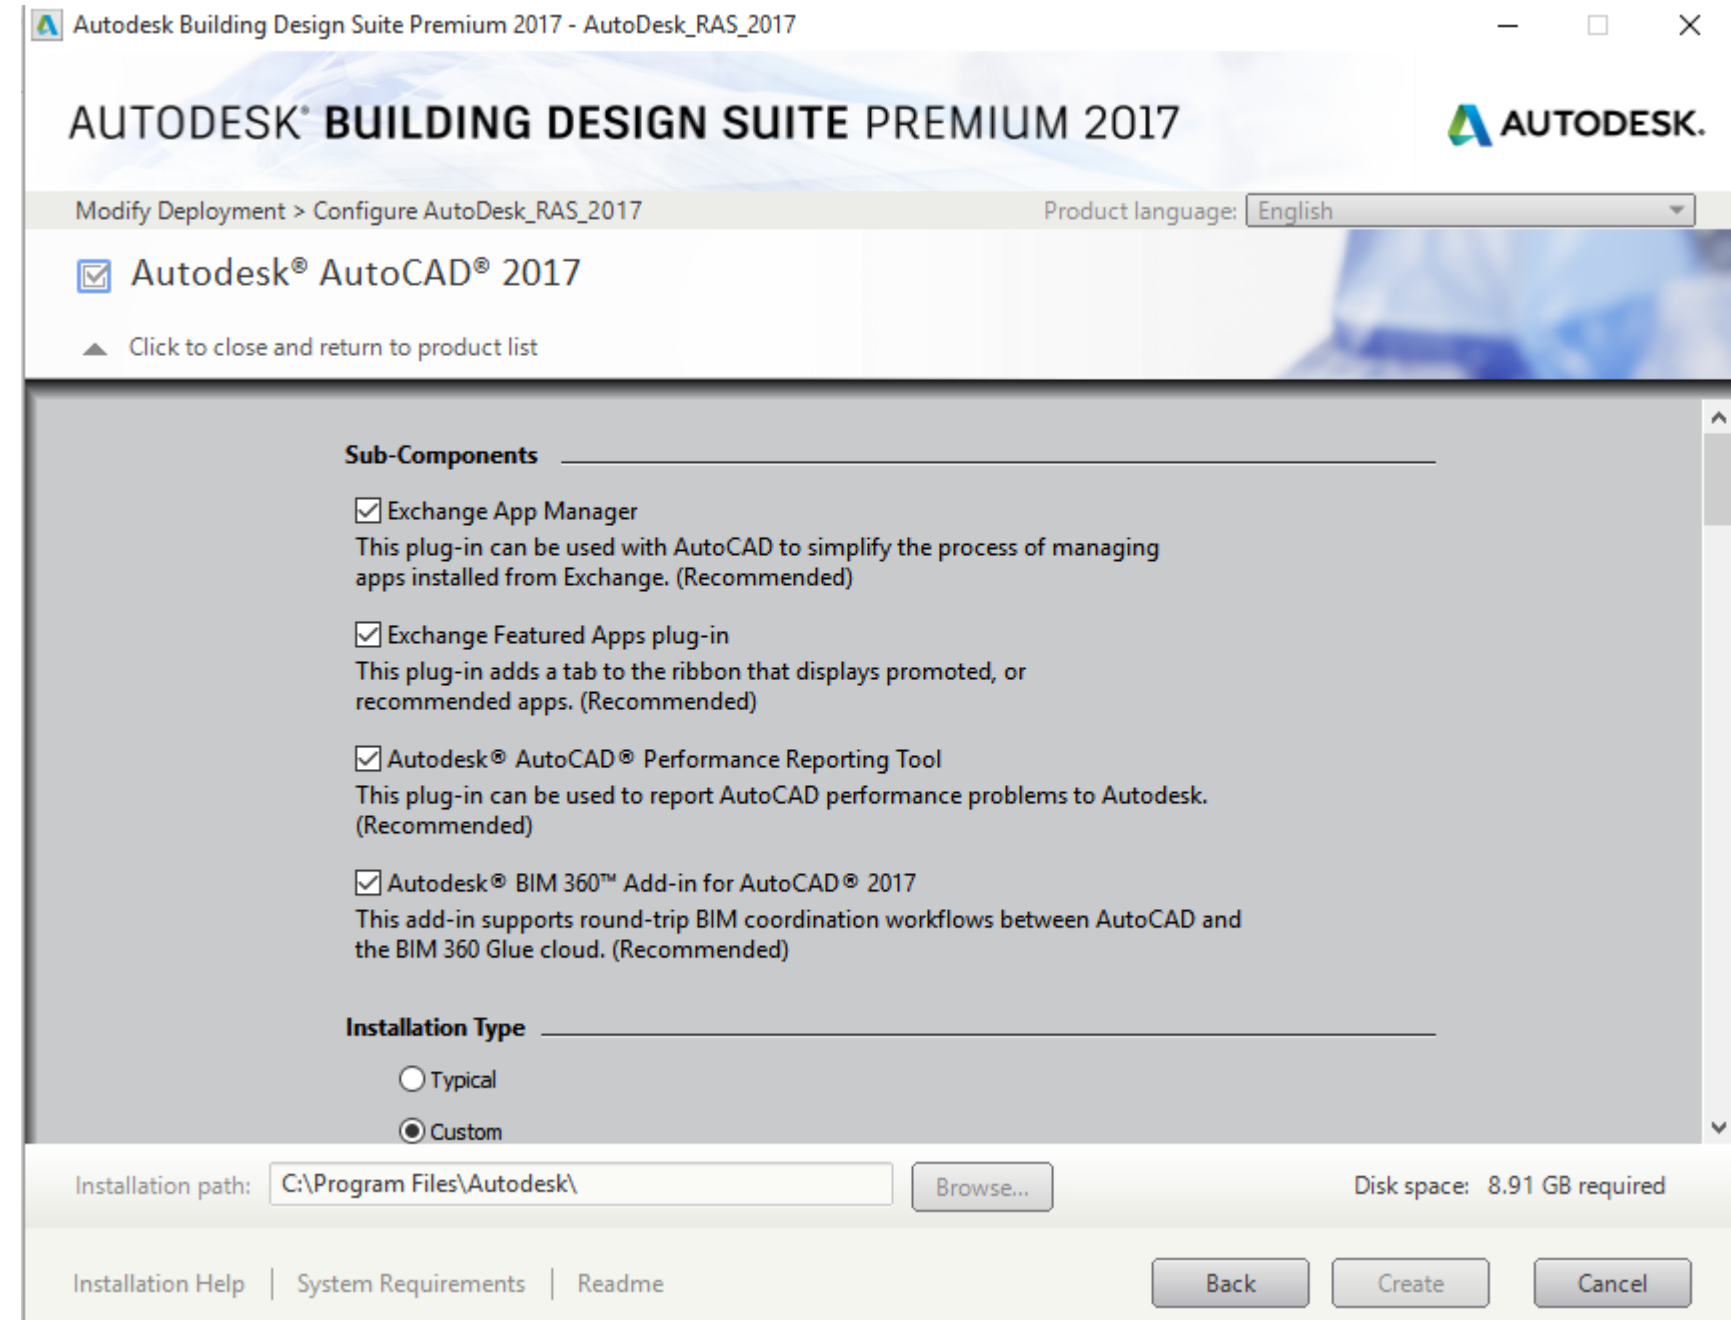 Autodesk Building Design Suite Premium 2017 - AutoDesk_RAS_2017
AUTODESK® BUILDING DESIGN SUITE PREMIUM 2017
AUTODESK.
Modify Deployment > Configure AutoDesk_RAS_2017
Product language: English
Autodesk® AutoCAD® 2017
Click to close and return to product list
Sub-Components
Exchange App Manager
This plug-in can be used with AutoCAD to simplify the process of managing
apps installed from Exchange. (Recommended)
Exchange Featured Apps plug-in
This plug-in adds a tab to the ribbon that displays promoted, or
recommended apps. (Recommended)
Autodesk® AutoCAD® Performance Reporting Tool
This plug-in can be used to report AutoCAD performance problems to Autodesk.
(Recommended)
Autodesk® BIM 360™ Add-in for AutoCAD® 2017
This add-in supports round-trip BIM coordination workflows between AutoCAD and
the BIM 360 Glue cloud. (Recommended)
Installation Type
Typical
Custom
Installation path: C:\Program Files\Autodesk\ Browse... Disk space: 8.91 GB required
Installation Help | System Requirements | Readme Back Create Cancel